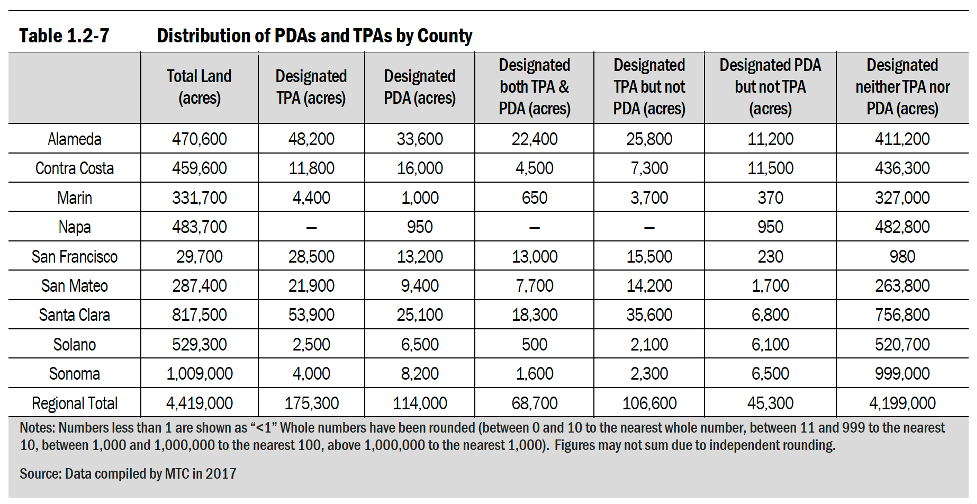 Table 1.2-7 Distribution of PDAs and TPAs by County
Total Land (acres) Designated TPA (acres) Designated PDA (acres) Designated both TPA & PDA (acres) Designated TPA but not PDA (acres) Designated PDA but not TPA (acres) Designated neither TPA nor PDA (acres)
Alameda 470,600 48,200 33,600 22,400 25,800 11,200 411,200
Contra Costa 459,600 11,800 16,000 4,500 7,300 11,500 436,300
Marin 331,700 4,400 1,000 650 3,700 370 327,000
Napa 483,700 – 950 – – 950 482,800
San Francisco 29,700 28,500 13,200 13,000 15,500 230 980
San Mateo 287,400 21,900 9,400 7,700 14,200 1,700 263,800
Santa Clara 817,500 53,900 25,100 18,300 35,600 6,800 756,800
Solano 529,300 2,500 6,500 500 2,100 6,100 520,700
Sonoma 1,009,000 4,000 8,200 1,600 2,300 6,500 999,000
Regional Total 4,419,000 175,300 114,000 68,700 106,600 45,300 4,199,000
Notes: Numbers less than 1 are shown as “<1” Whole numbers have been rounded (between 0 and 10 to the nearest whole number, between 11 and 999 to the nearest
10, between 1,000 and 1,000,000 to the nearest 100, above 1,000,000 to the nearest 1,000). Figures may not sum due to independent rounding.
Source: Data compiled by MTC in 2017